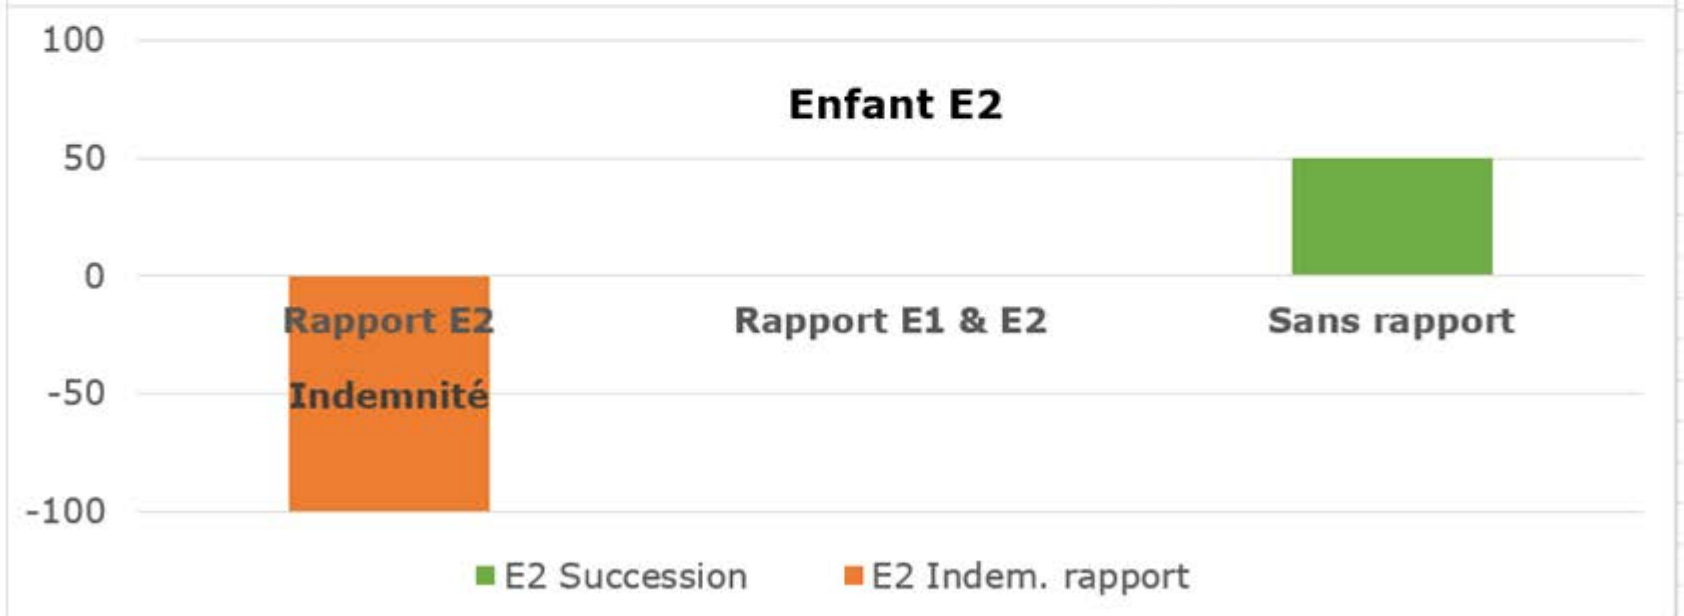 100
Enfant E2
50
0
Rapport E2 Rapport E1 & E2 Sans rapport
-50
Indemnité
-100
E2 Succession E2 Indem. rapport